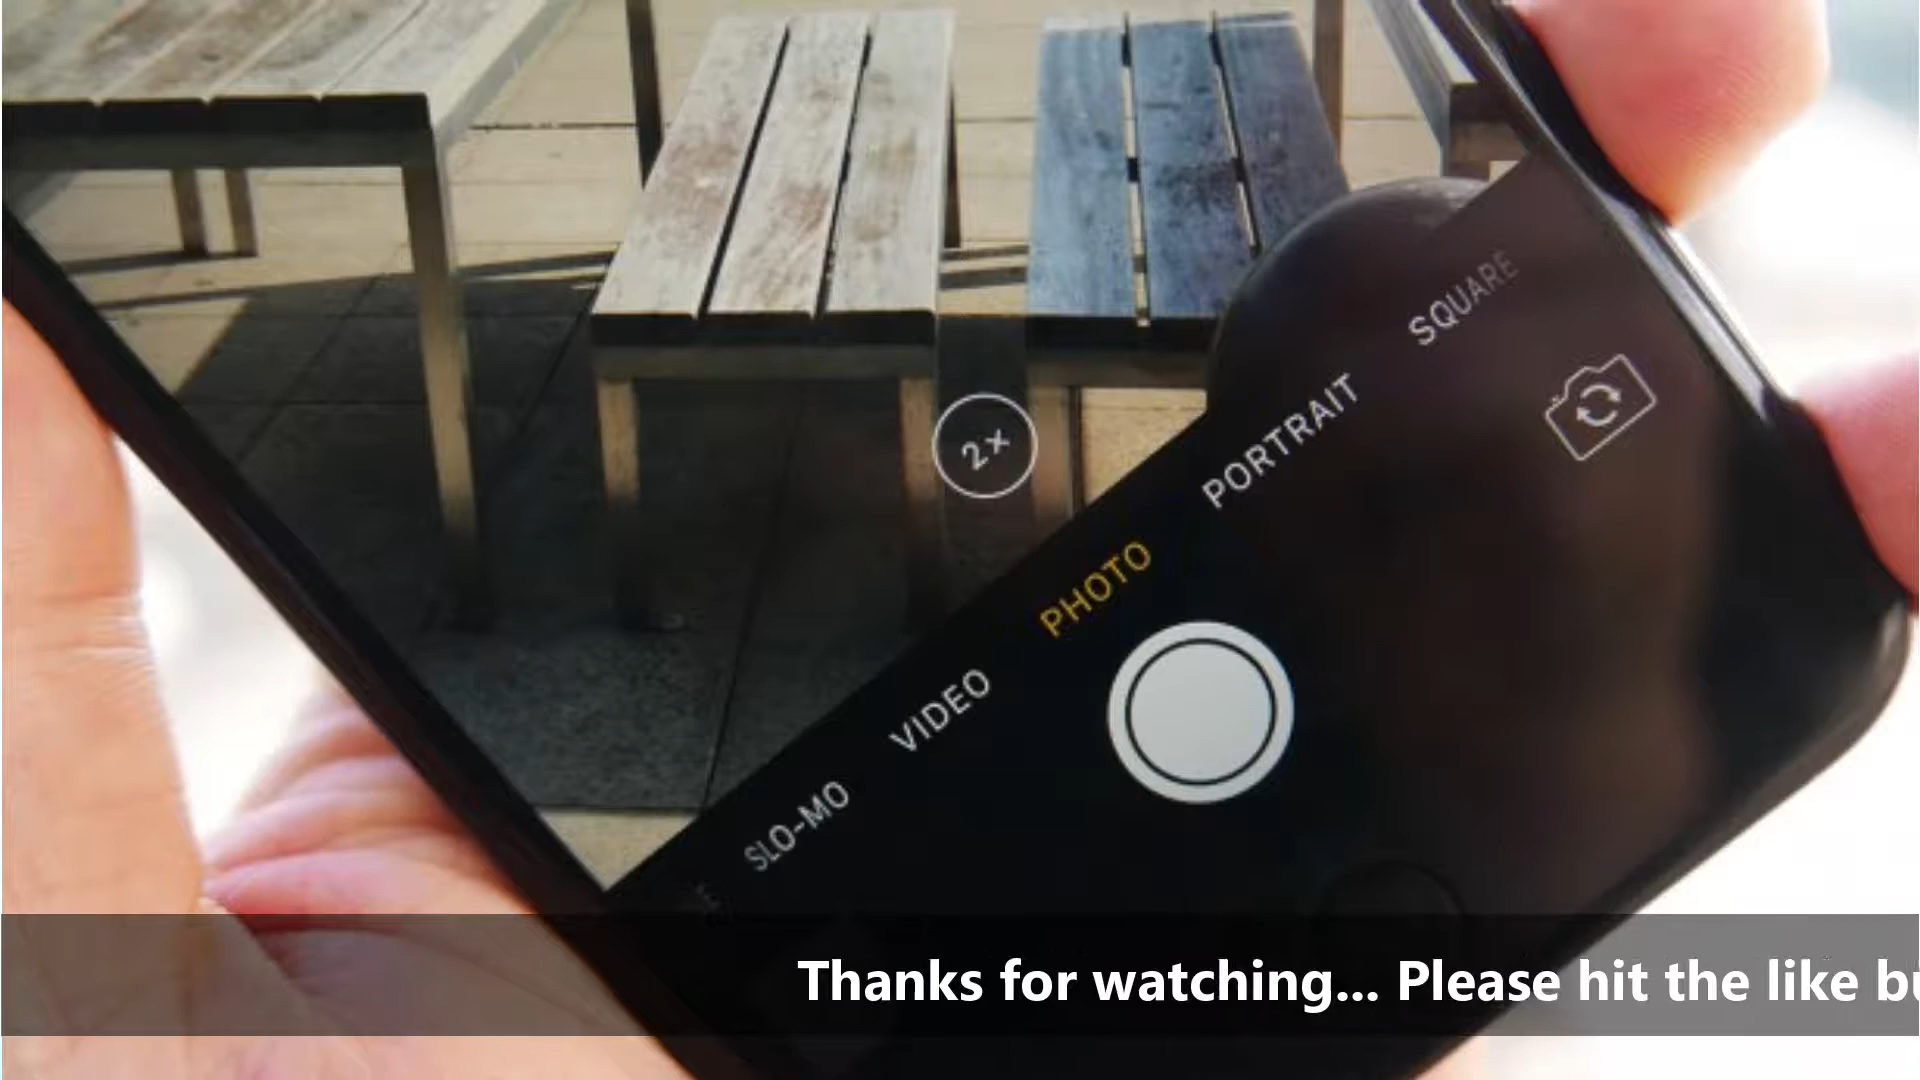 SQUARE
PORTRAIT
2×
PHOTO
VIDEO
SLO-MO
Thanks for watching... Please hit the like